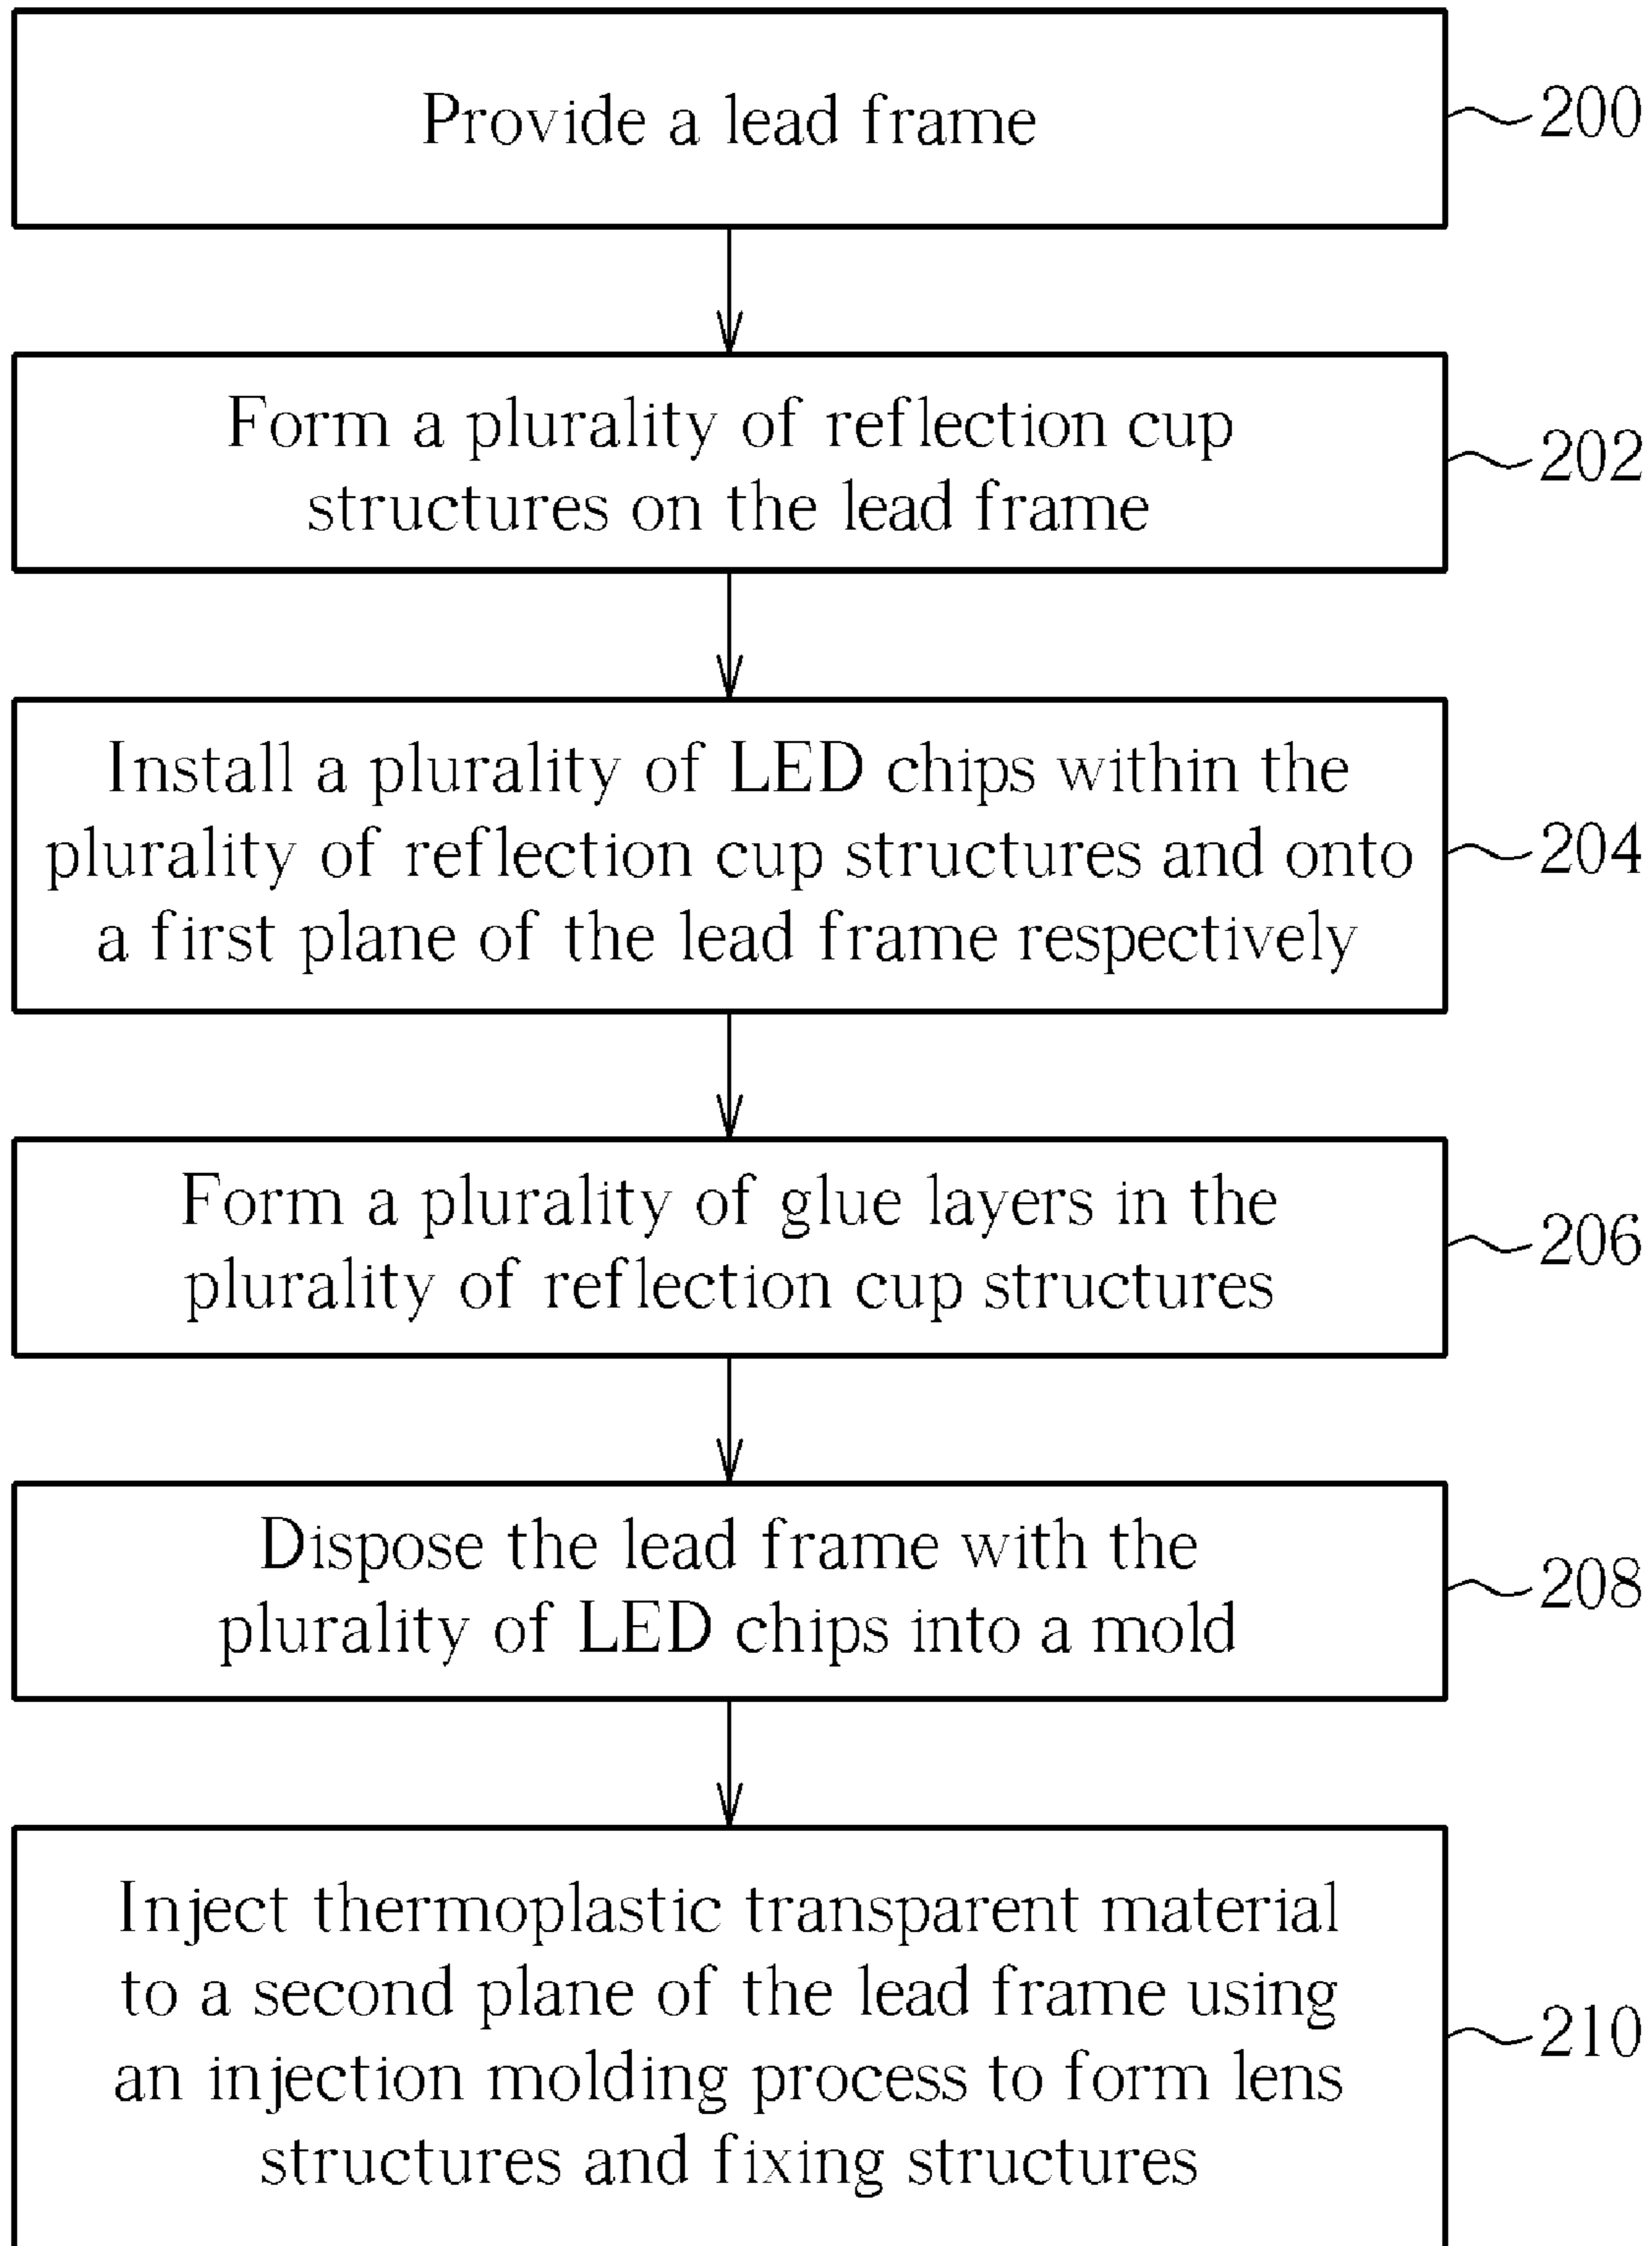 Provide a lead frame
200
Form a plurality of reflection cup
structures on the lead frame
202
Install a plurality of LED chips within the
plurality of reflection cup structures and onto
a first plane of the lead frame respectively
204
Form a plurality of glue layers in the
plurality of reflection cup structures
206
Dispose the lead frame with the
plurality of LED chips into a mold
208
Inject thermoplastic transparent material
to a second plane of the lead frame using
an injection molding process to form lens
structures and fixing structures
210